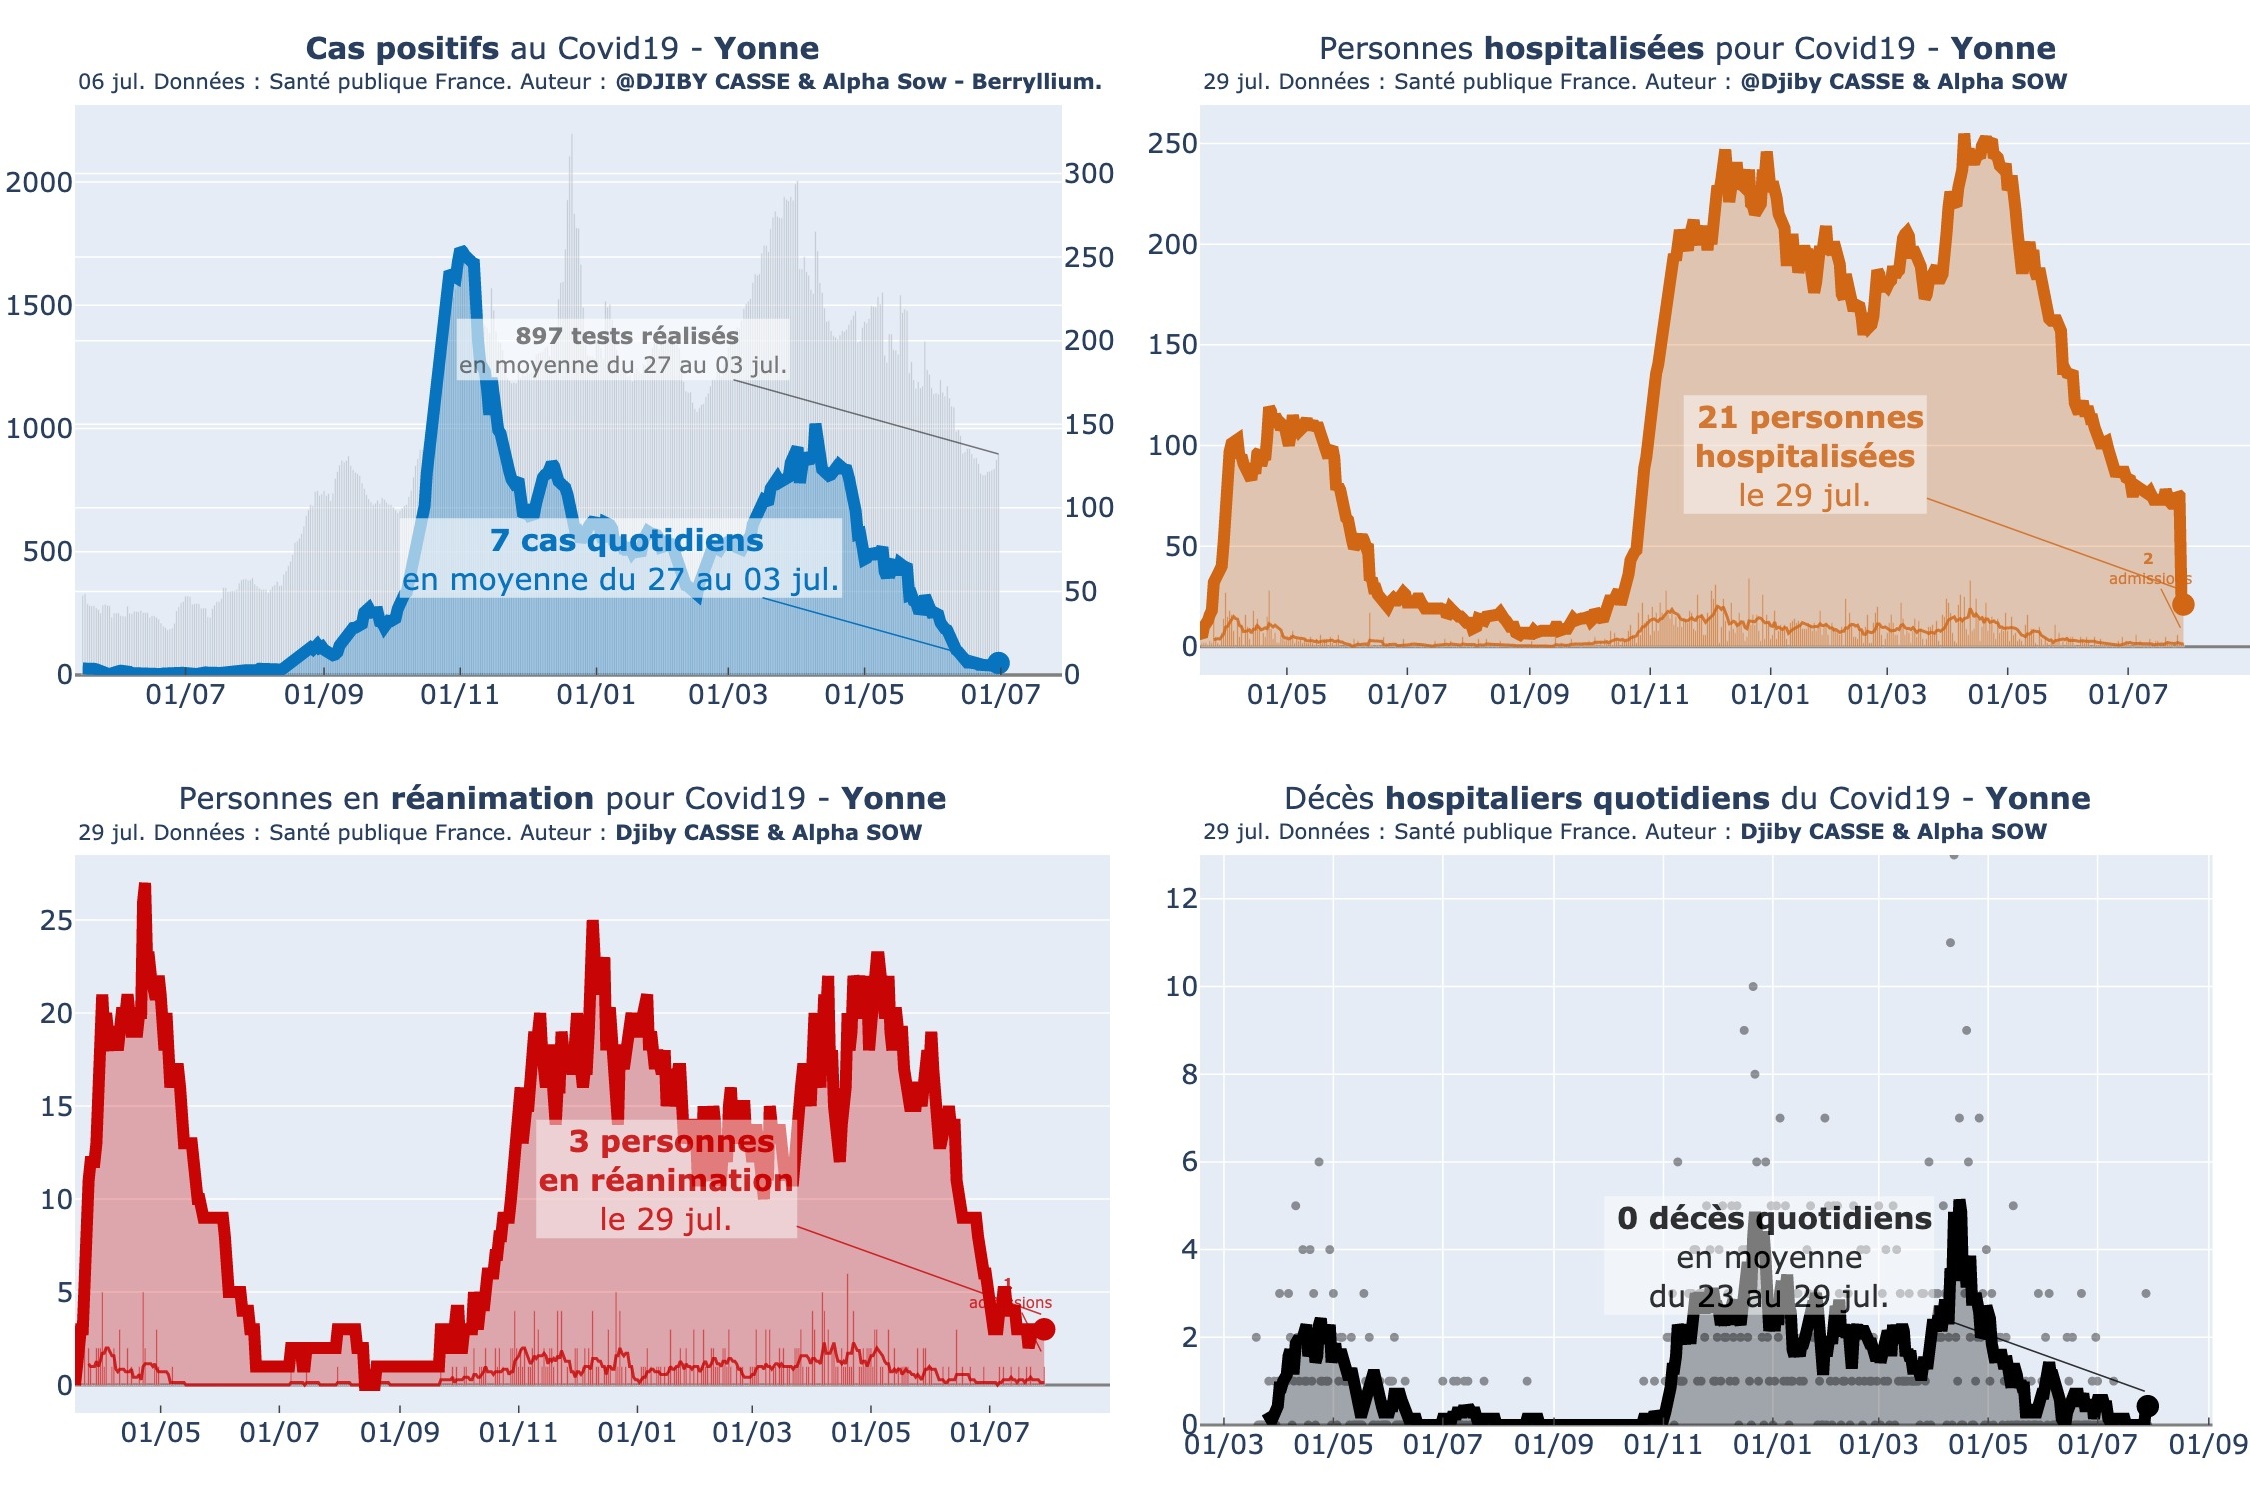 Cas positifs au Covid19 - Yonne
06 jul. Données : Santé publique France. Auteur : @DJIBY CASSE & Alpha Sow - Berryllium.
2000
1500
1000
500
0
300
250
200
150
100
50
0
897 tests réalisés
en moyenne du 27 au 03 jul.
7 cas quotidiens
en moyenne du 27 au 03 jul.
01/07 01/09 01/11 01/01 01/03 01/05 01/07
Personnes hospitalisées pour Covid19 - Yonne
29 jul. Données : Santé publique France. Auteur : @Djiby CASSE & Alpha SOW
250
200
150
100
50
0
21 personnes
hospitalisées
le 29 jul.
2
admissions
01/05 01/07 01/09 01/11 01/01 01/03 01/05 01/07
Personnes en réanimation pour Covid19 - Yonne
29 jul. Données : Santé publique France. Auteur : Djiby CASSE & Alpha SOW
25
20
15
10
5
0
3 personnes
en réanimation
le 29 jul.
1
admissions
01/05 01/07 01/09 01/11 01/01 01/03 01/05 01/07
Décès hospitaliers quotidiens du Covid19 - Yonne
29 jul. Données : Santé publique France. Auteur : Djiby CASSE & Alpha SOW
12
10
8
6
4
2
0
0 décès quotidiens
en moyenne
du 23 au 29 jul.
01/03 01/05 01/07 01/09 01/11 01/01 01/03 01/05 01/07 01/09